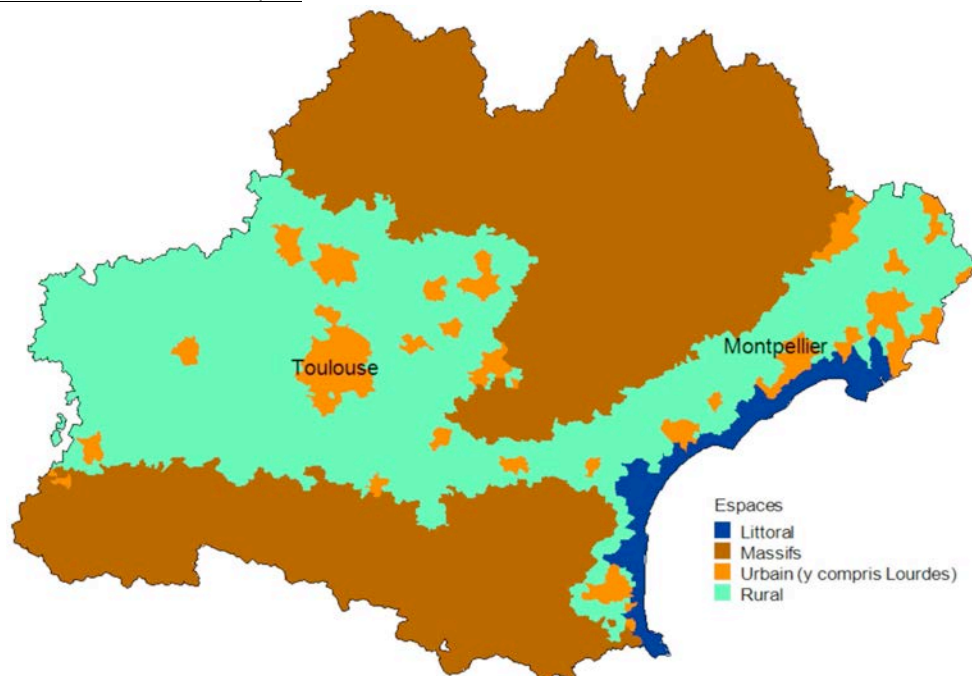 Toulouse
Montpellier
Espaces
Littoral
Massifs
Urbain (y compris Lourdes)
Rural